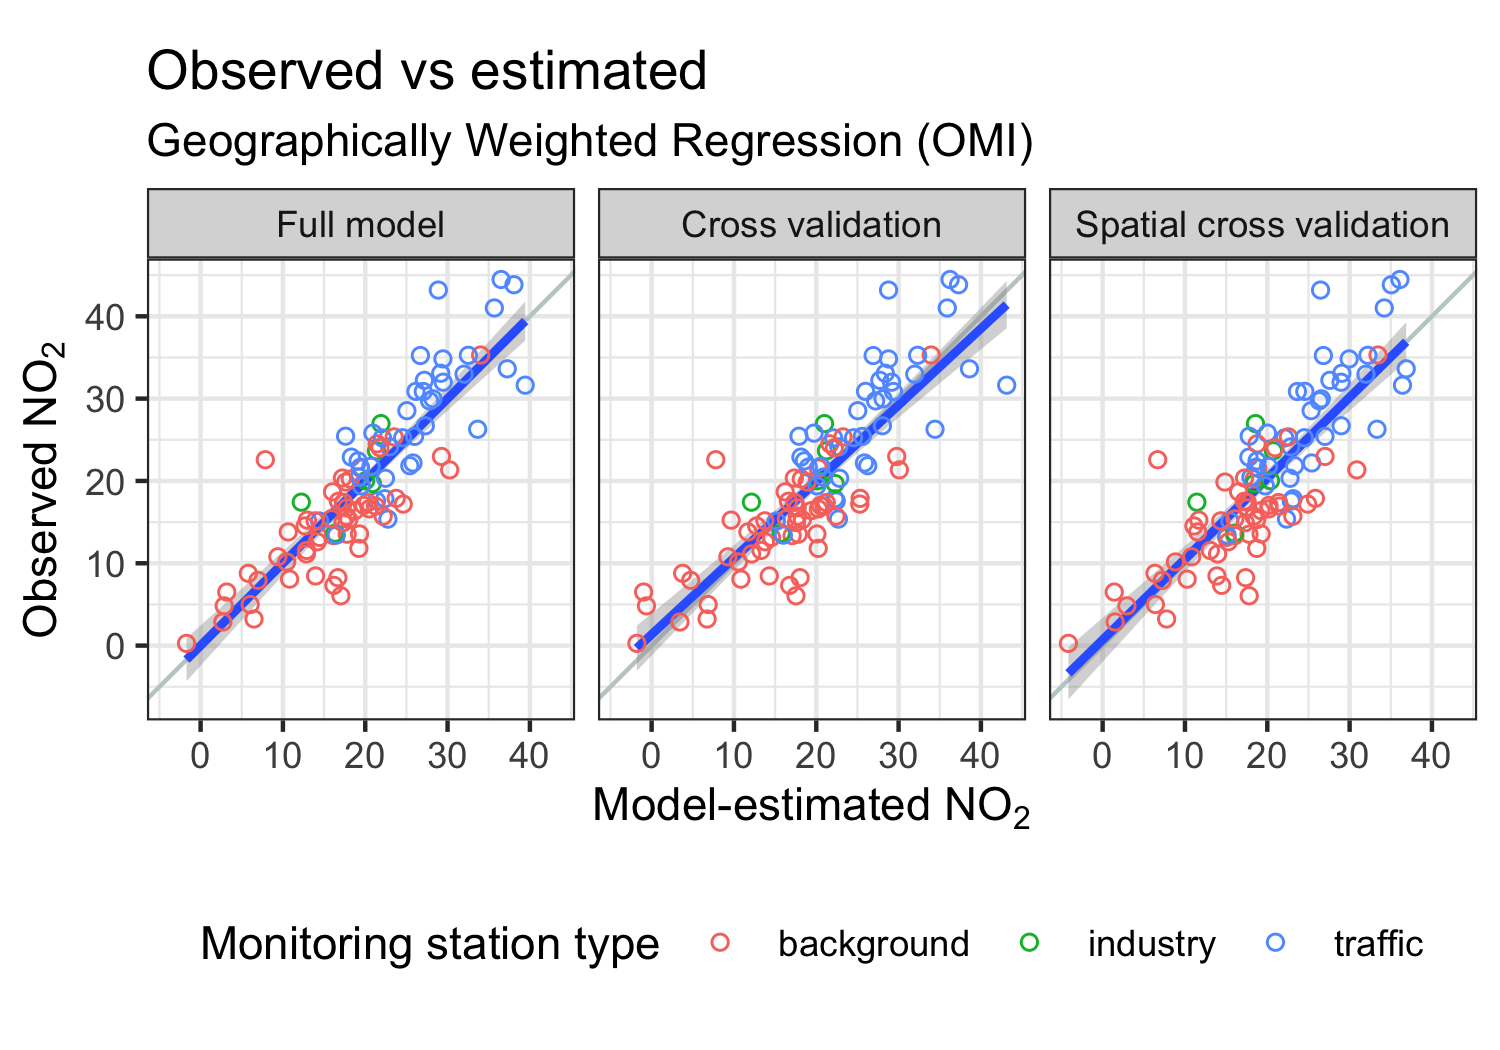 Observed vs estimated
Geographically Weighted Regression (OMI)
Full model
Cross validation
Spatial cross validation
Observed NO₂
40
30
20
10
0
0 10 20 30 40
0 10 20 30 40
0 10 20 30 40
Model-estimated NO₂
Monitoring station type background industry traffic